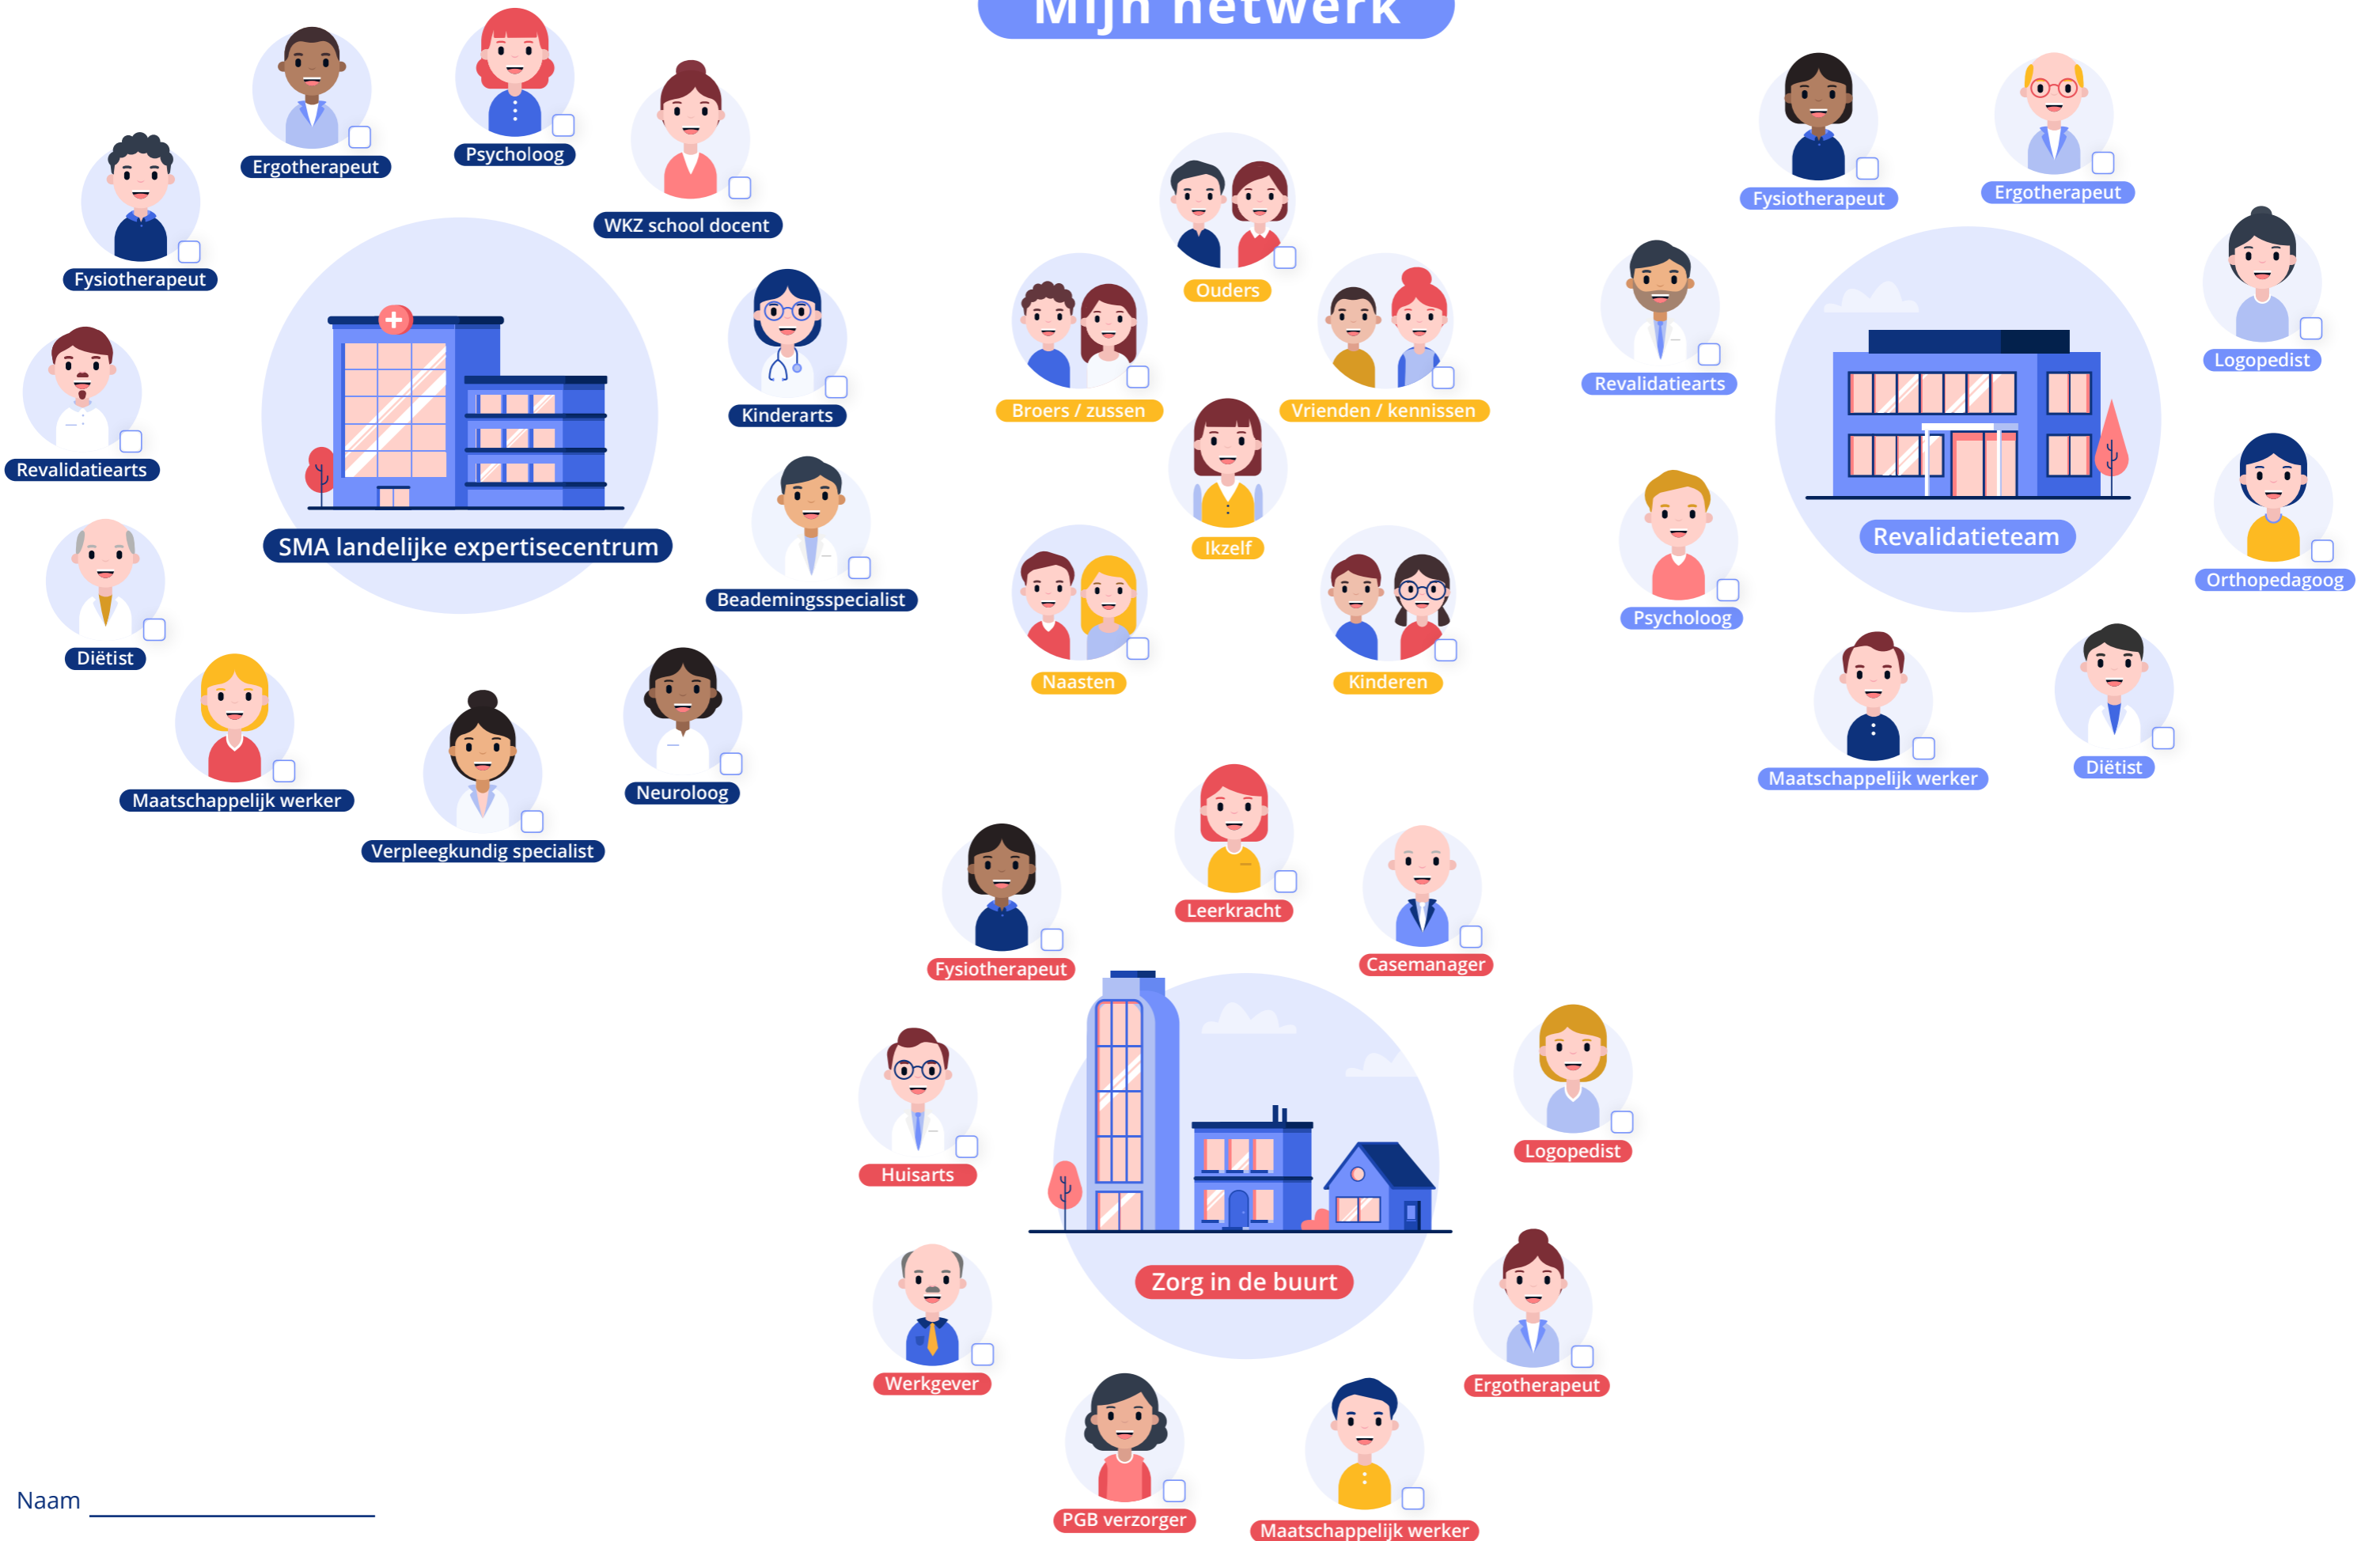 Mijn netwerk
Ergotherapeut
Psycholoog
WKZ school docent
Fysiotherapeut
Kinderarts
Revalidatiearts
SMA landelijke expertisecentrum
Beademingsspecialist
Diëtist
Maatschappelijk werker
Neuroloog
Verpleegkundig specialist
Ouders
Broers / zussen
Vrienden / kennissen
Ikzelf
Naasten
Kinderen
Fysiotherapeut
Ergotherapeut
Revalidatiearts
Logopedist
Revalidatieteam
Orthopedagoog
Psycholoog
Maatschappelijk werker
Diëtist
Leerkracht
Fysiotherapeut
Casemanager
Huisarts
Logopedist
Zorg in de buurt
Werkgever
Ergotherapeut
PGB verzorger
Maatschappelijk werker
Naam